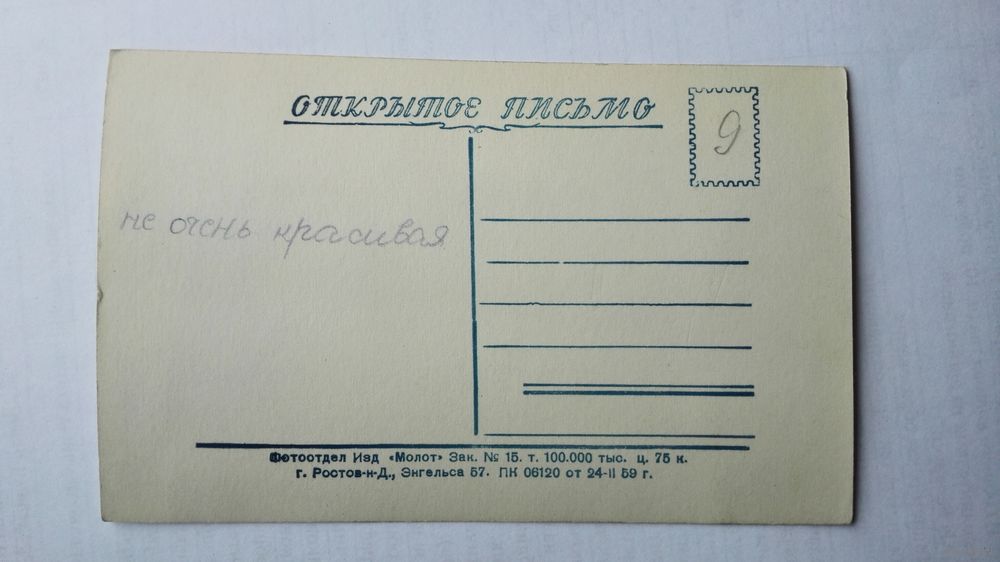 ОТКРЫТОЕ ПИСЬМО
9
не очень красивая
Фотоотдел Изд «Молот» Зак. № 15. т. 100.000 тыс. ц. 75 к.
г. Ростов-н-Д., Энгельса 57. ПК 06120 от 24-II 59 г.